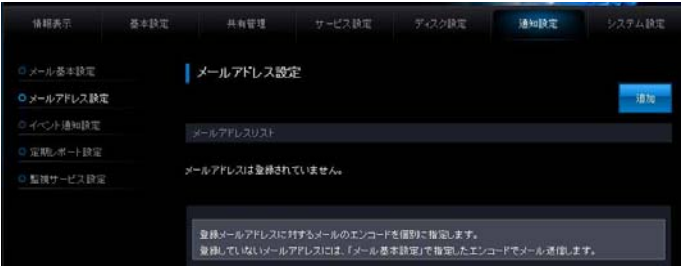 情報表示
基本設定
共有管理
サービス設定
ディスク設定
通知設定
システム設定
メール基本設定
メールアドレス設定
イベント通知設定
定期レポート設定
監視サービス設定
メールアドレス設定
追加
メールアドレスリスト
メールアドレスは登録されていません。
登録メールアドレスに対するメールのエンコードを個別に指定します。
登録していないメールアドレスには、「メール基本設定」で指定したエンコードでメール送信します。